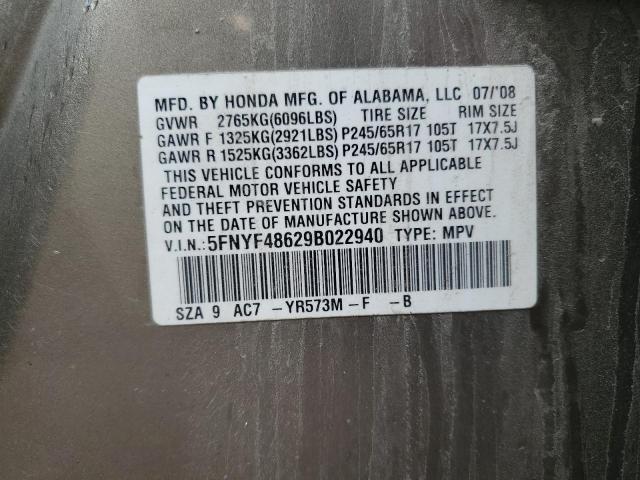 MFD. BY HONDA MFG. OF ALABAMA, LLC 07/'08
GVWR 2765KG(6096LBS) TIRE SIZE RIM SIZE
GAWR F 1325KG(2921LBS) P245/65R17 105T 17X7.5J
GAWR R 1525KG(3362LBS) P245/65R17 105T 17X7.5J
THIS VEHICLE CONFORMS TO ALL APPLICABLE
FEDERAL MOTOR VEHICLE SAFETY
AND THEFT PREVENTION STANDARDS IN EFFECT
ON THE DATE OF MANUFACTURE SHOWN ABOVE.
V.I.N.: 5FNYF48629B022940 TYPE: MPV
SZA 9 AC7 -YR573M-F -B